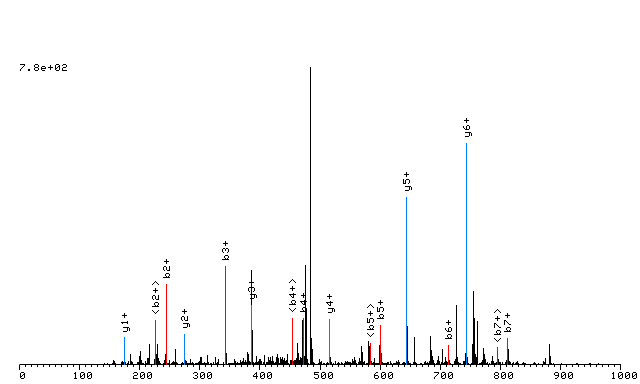 7.8e+02
y1+
<b2+>
b2+
y2+
b3+
y3+
<b4+>
b4+
y4+
<b5+>
b5+
y5+
b6+
y6+
<b7+>
b7+
0 100 200 300 400 500 600 700 800 900 1000